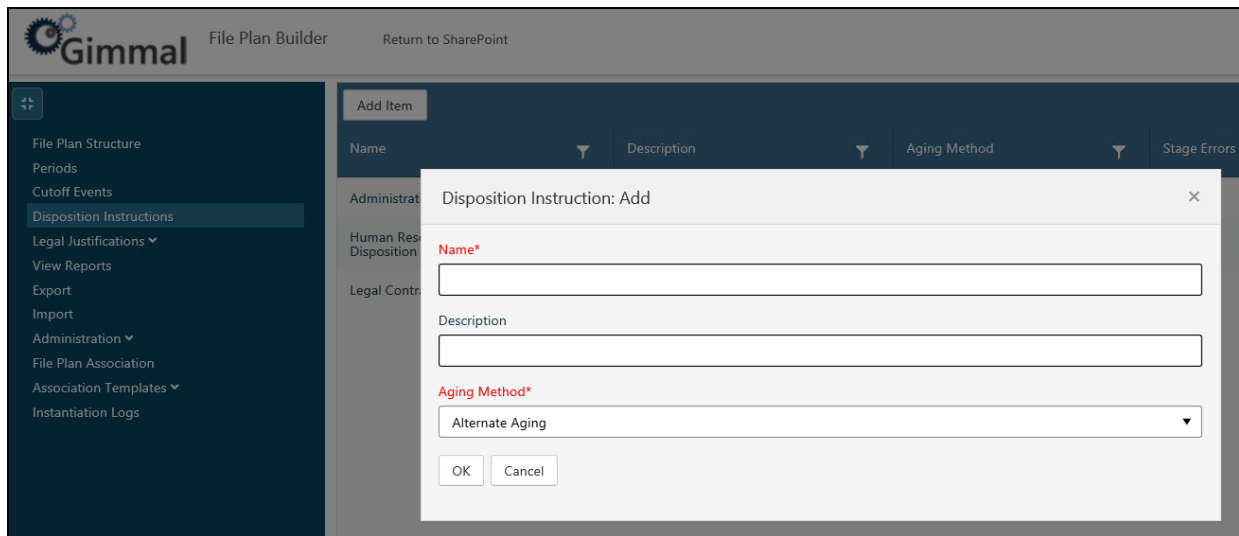 Gimmal
File Plan Builder
Return to SharePoint
Add Item
File Plan Structure
Periods
Cutoff Events
Disposition Instructions
Legal Justifications
View Reports
Export
Import
Administration
File Plan Association
Association Templates
Instantiation Logs
Name
Description
Aging Method
Stage Errors
Administrat
Human Reso
Disposition
Legal Contra
Disposition Instruction: Add
Name*
Description
Aging Method*
Alternate Aging
OK
Cancel